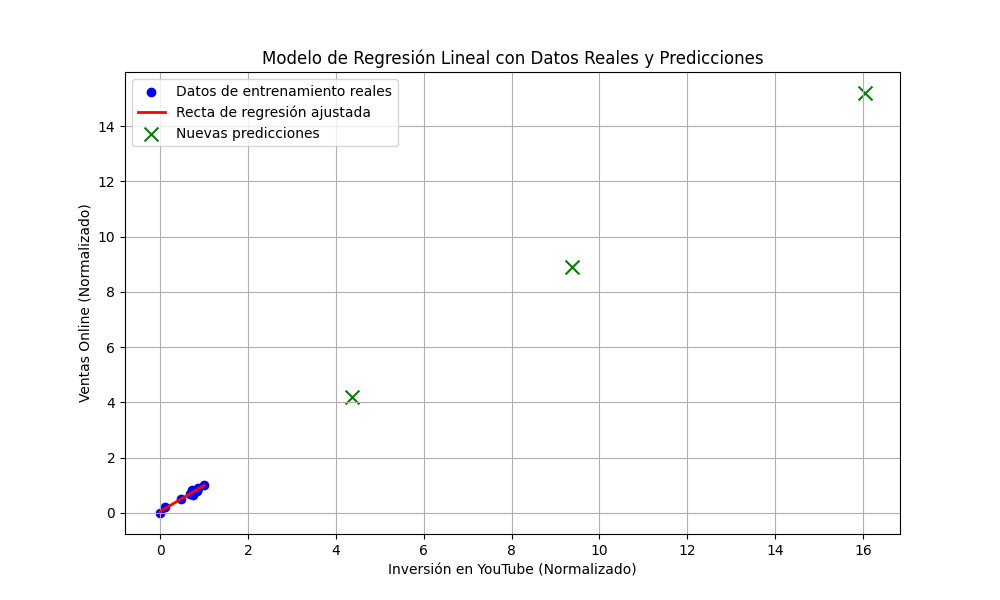 Modelo de Regresión Lineal con Datos Reales y Predicciones
Datos de entrenamiento reales
Recta de regresión ajustada
Nuevas predicciones
Ventas Online (Normalizado)
14
12
10
8
6
4
2
0
0 2 4 6 8 10 12 14 16
Inversión en YouTube (Normalizado)